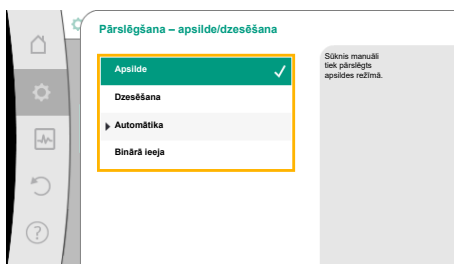 Pārslēgšana – apsilde/dzesēšana
Apsilde
Dzesēšana
Automātika
Binārā ieeja
Sūknis manuāli
tiek pārslēgts
apsildes režīmā.
?